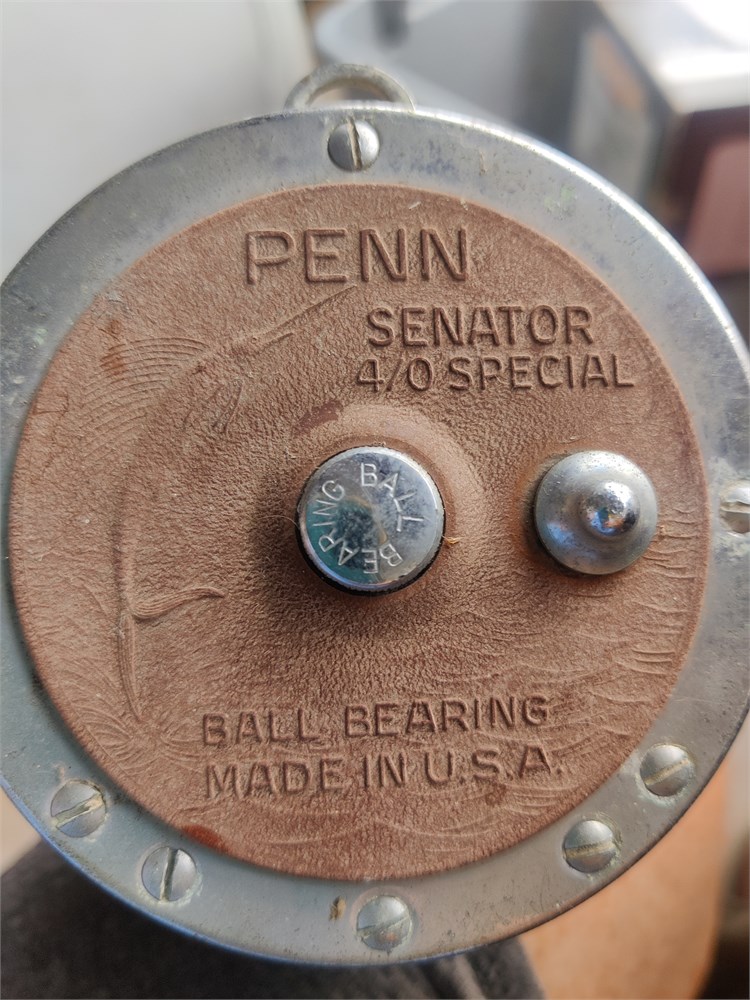 PENN
SENATOR
4/0 SPECIAL
BALL BEARING
BALL BEARING
MADE IN U.S.A.